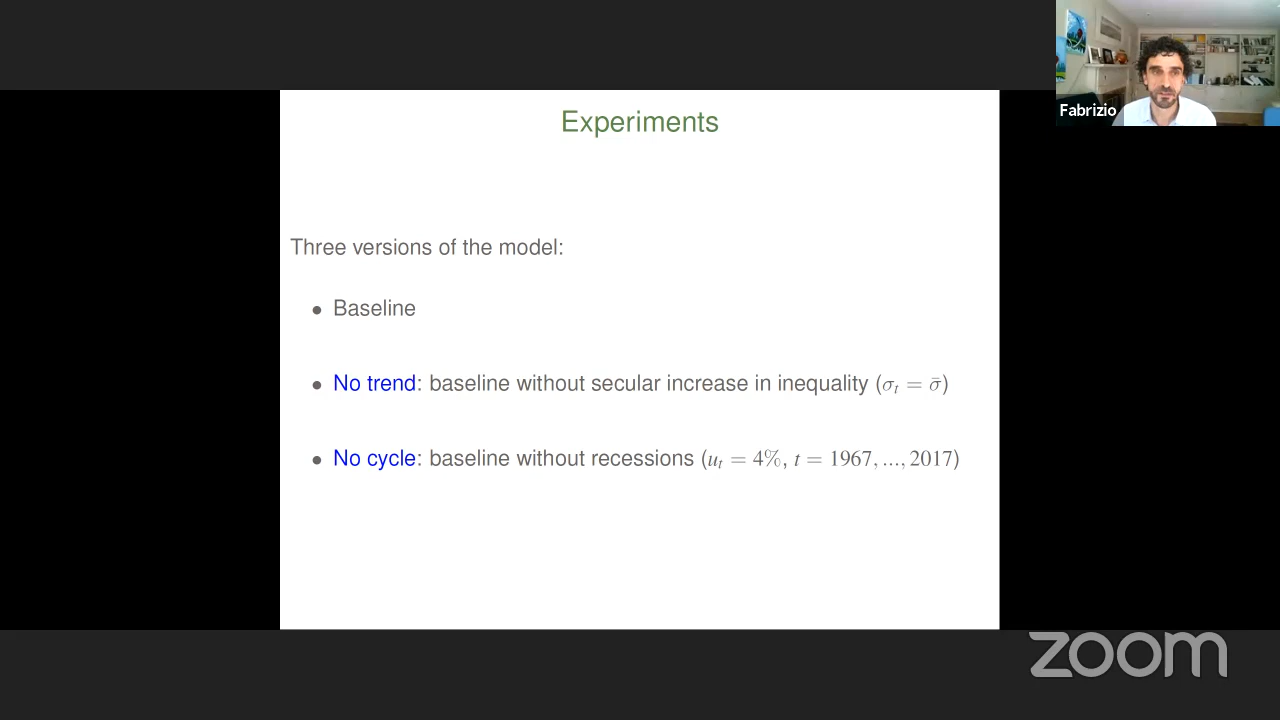 Fabrizio
Experiments
Three versions of the model:
• Baseline
• No trend: baseline without secular increase in inequality (σₜ = σ̄)
• No cycle: baseline without recessions (uₜ = 4%, t = 1967, ..., 2017)
zoom